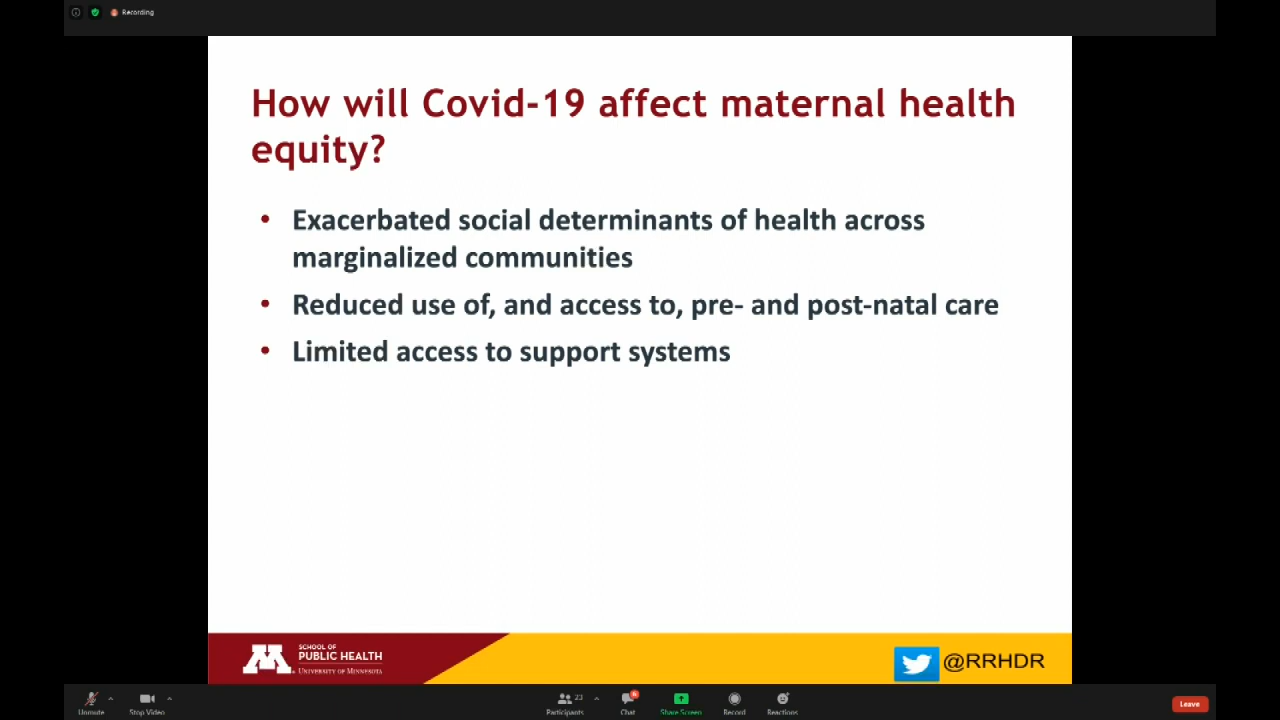 Recording
How will Covid-19 affect maternal health
equity?
• Exacerbated social determinants of health across
marginalized communities
• Reduced use of, and access to, pre- and post-natal care
• Limited access to support systems
M
SCHOOL OF
PUBLIC HEALTH
UNIVERSITY OF MINNESOTA
@RRHDR
Unmute
Stop Video
Participants
Chat
Share Screen
Record
Reactions
Leave